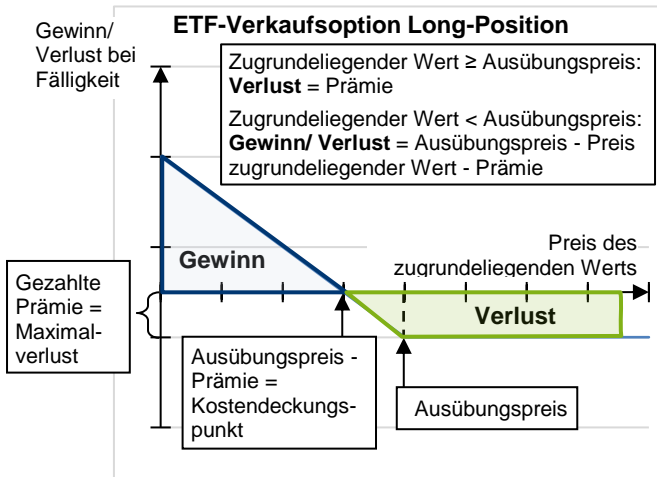 ETF-Verkaufsoption Long-Position
Gewinn/
Verlust bei
Fälligkeit
Zugrundeliegender Wert ≥ Ausübungspreis:
Verlust = Prämie
Zugrundeliegender Wert < Ausübungspreis:
Gewinn/ Verlust = Ausübungspreis - Preis
zugrundeliegender Wert - Prämie
Gewinn
Preis des
zugrundeliegenden Werts
Gezahlte
Prämie =
Maximal-
verlust
Verlust
Ausübungspreis -
Prämie =
Kostendeckungs-
punkt
Ausübungspreis